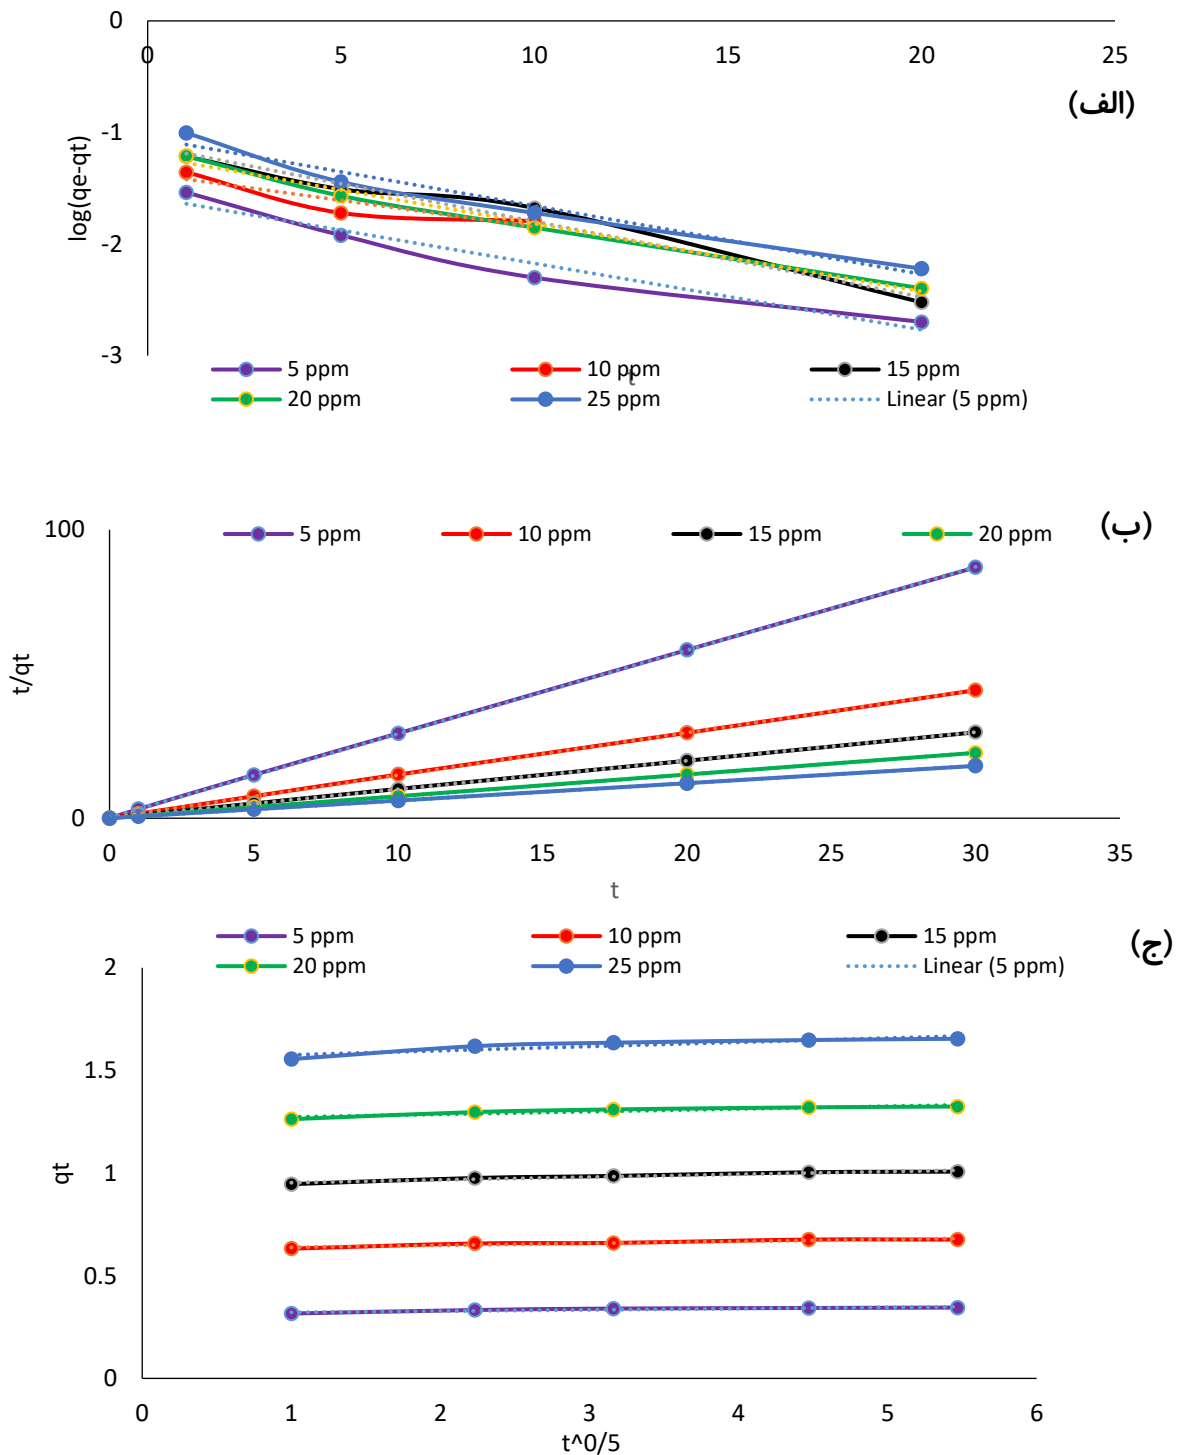 0
0 5 10 15 20 25
(الف)
-1
-2
-3
log(qe-qt)
5 ppm 10 ppm 15 ppm
t
20 ppm 25 ppm Linear (5 ppm)
(ب)
100
5 ppm 10 ppm 15 ppm 20 ppm
t/qt
0
0 5 10 15 20 25 30 35
t
5 ppm 10 ppm 15 ppm
(ج)
20 ppm 25 ppm Linear (5 ppm)
2
1.5
1
qt
0.5
0
0 1 2 3 4 5 6
t^0/5